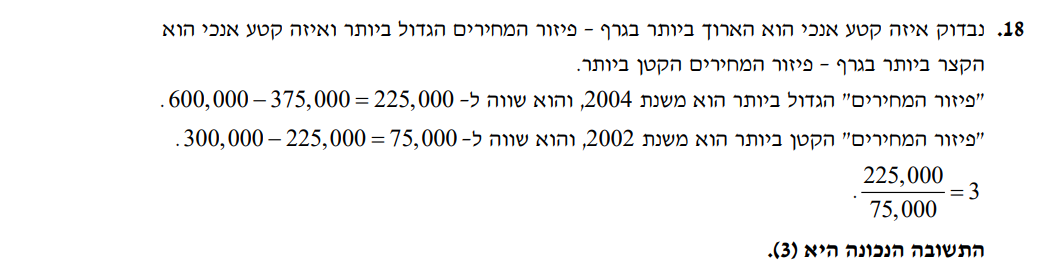 18. נבדוק איזה קטע אנכי הוא הארוך ביותר בגרף – פיזור המחירים הגדול ביותר ואיזה קטע אנכי הוא
הקצר ביותר בגרף – פיזור המחירים הקטן ביותר.
"פיזור המחירים" הגדול ביותר הוא משנת 2004, והוא שווה ל- 600,000 – 375,000 = 225,000.
"פיזור המחירים" הקטן ביותר הוא משנת 2002, והוא שווה ל- 300,000 – 225,000 = 75,000.
225,000
75,000 = 3.
התשובה הנכונה היא (3).